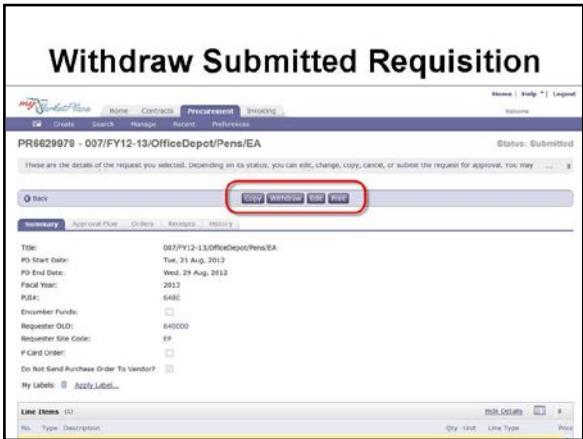 Withdraw Submitted Requisition
Home | Help | Logout
Home Contracts Procurement Invoicing Welcome
Create Search Manage Recent Preferences
PR6629979 - 007/FY12-13/OfficeDepot/Pens/EA Status: Submitted
These are the details of the request you selected. Depending on its status, you can edit, change, copy, cancel, or submit the request for approval. You may ...
Back Copy Withdraw Edit Print
Summary Approval Flow Orders Receipts History
Title: 007/FY12-13/OfficeDepot/Pens/EA
PO Start Date: Tue, 21 Aug, 2012
PO End Date: Wed, 29 Aug, 2012
Fiscal Year: 2013
PUI#: 6480
Encumber Funds:
Requester OLO: 640000
Requester Site Code: EP
P Card Order:
Do Not Send Purchase Order To Vendor?
My Labels: Apply Label...
Line Items (1) Hide Details
No. Type Description Qty Unit Line Type Price